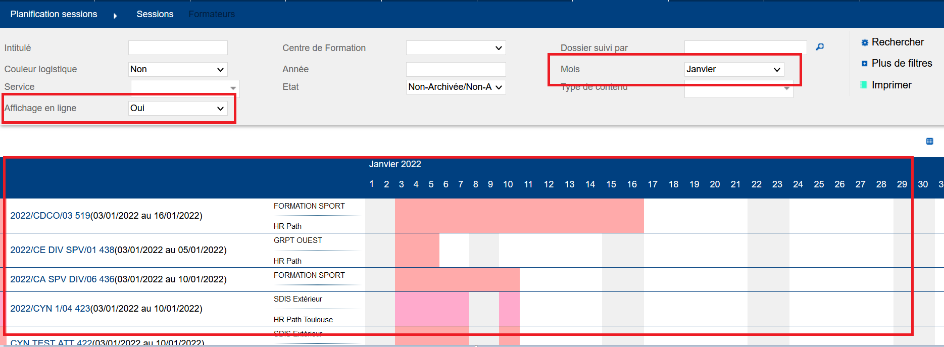 Planification sessions Sessions Formateurs
Intitulé Centre de Formation Dossier suivi par Rechercher
Couleur logistique Non Année Mois Janvier Plus de filtres
Service Etat Non-Archivée/Non-A Type de contenu Imprimer
Affichage en ligne Oui
Janvier 2022
1 2 3 4 5 6 7 8 9 10 11 12 13 14 15 16 17 18 19 20 21 22 23 24 25 26 27 28 29 30 3
FORMATION SPORT
2022/CDCO/03 519(03/01/2022 au 16/01/2022)
HR Path
GRPT OUEST
2022/CE DIV SPV/01 438(03/01/2022 au 05/01/2022)
HR Path
2022/CA SPV DIV/06 436(03/01/2022 au 10/01/2022) FORMATION SPORT
SDIS Extérieur
2022/CYN 1/04 423(03/01/2022 au 10/01/2022)
HR Path Toulouse
SDIS Extérieur
CYN TEST ATT 422(03/01/2022 au 10/01/2022)